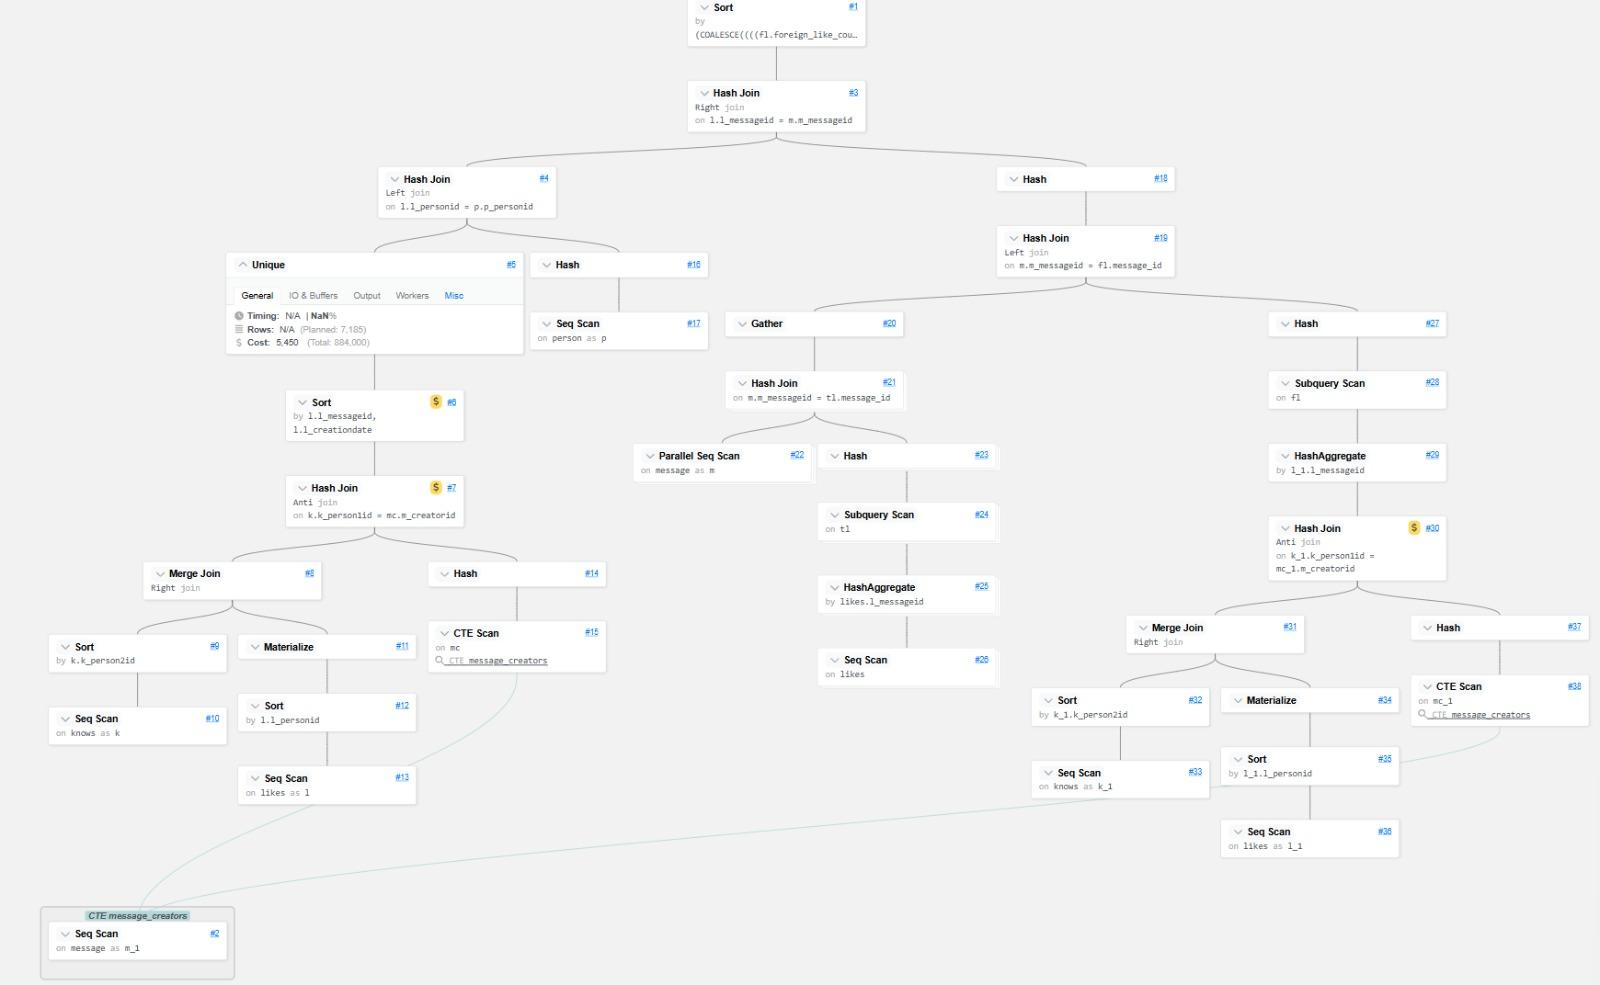 Sort #1
by
(COALESCE((((fl.foreign_like_cou…
Hash Join #3
Right join
on l.l_messageid = m.m_messageid
Hash Join #4
Left join
on l.l_personid = p.p_personid
Hash #18
Hash Join #19
Left join
on m.m_messageid = fl.message_id
Unique #5
General IO & Buffers Output Workers Misc
Timing: N/A | NaN%
Rows: N/A (Planned: 7,185)
$ Cost: 5,450 (Total: 884,000)
Hash #16
Seq Scan #17
on person as p
Gather #20
Hash #27
Hash Join #21
on m.m_messageid = tl.message_id
Subquery Scan #28
on fl
Sort $ #6
by l.l_messageid,
l.l_creationdate
Parallel Seq Scan #22
on message as m
Hash #23
HashAggregate #29
by l_1.l_messageid
Hash Join $ #7
Anti join
on k.k_person1id = mc.m_creatorid
Subquery Scan #24
on tl
Hash Join $ #30
Anti join
on k_1.k_person1id =
mc_1.m_creatorid
Merge Join #8
Right join
Hash #14
HashAggregate #25
by likes.l_messageid
Sort #9
by k.k_person2id
Materialize #11
CTE Scan #15
on mc
CTE message_creators
Merge Join #31
Right join
Hash #37
Seq Scan #26
on likes
Sort #32
by k_1.k_person2id
Materialize #34
CTE Scan #38
on mc_1
CTE message_creators
Seq Scan #10
on knows as k
Sort #12
by l.l_personid
Seq Scan #13
on likes as l
Seq Scan #33
on knows as k_1
Sort #35
by l_1.l_personid
Seq Scan #36
on likes as l_1
CTE message_creators
Seq Scan #2
on message as m_1